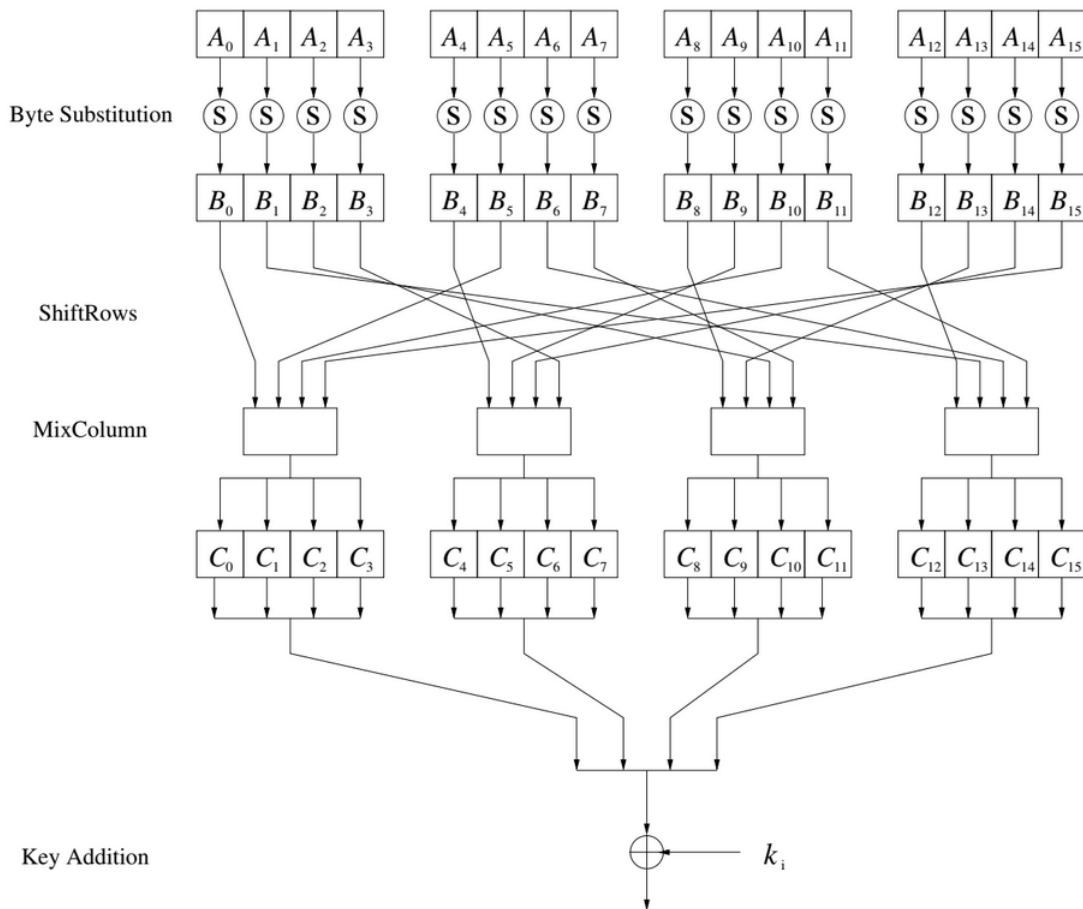 A₀ A₁ A₂ A₃ A₄ A₅ A₆ A₇ A₈ A₉ A₁₀ A₁₁ A₁₂ A₁₃ A₁₄ A₁₅
Byte Substitution S S S S S S S S S S S S S S S S
B₀ B₁ B₂ B₃ B₄ B₅ B₆ B₇ B₈ B₉ B₁₀ B₁₁ B₁₂ B₁₃ B₁₄ B₁₅
ShiftRows
MixColumn
C₀ C₁ C₂ C₃ C₄ C₅ C₆ C₇ C₈ C₉ C₁₀ C₁₁ C₁₂ C₁₃ C₁₄ C₁₅
Key Addition kᵢ